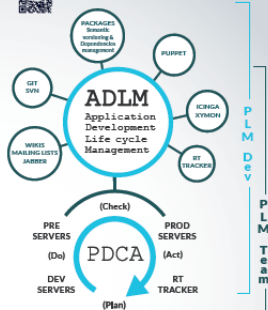 PACKAGES
Semantic
versioning &
Dependencies
management
PUPPET
GIT
SVN
ADLM
Application
Development
Life cycle
Management
ICINGA
XYMON
WIKIS
MAILING LISTS
JABBER
RT
TRACKER
PLM Dev
(Check)
PRE
SERVERS
PROD
SERVERS
(Do)
PDCA
(Act)
DEV
SERVERS
RT
TRACKER
(Plan)
PLM Team